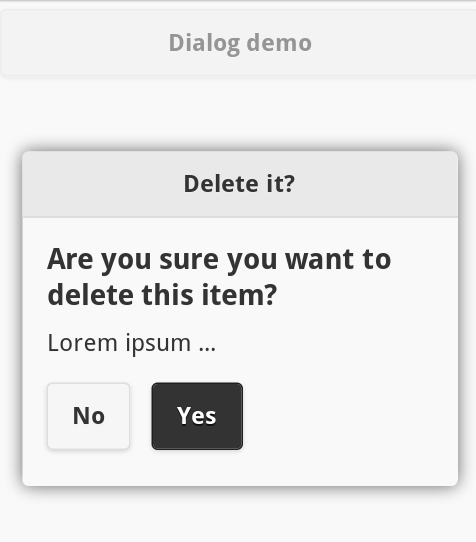 Dialog demo
Delete it?
Are you sure you want to
delete this item?
Lorem ipsum ...
No
Yes